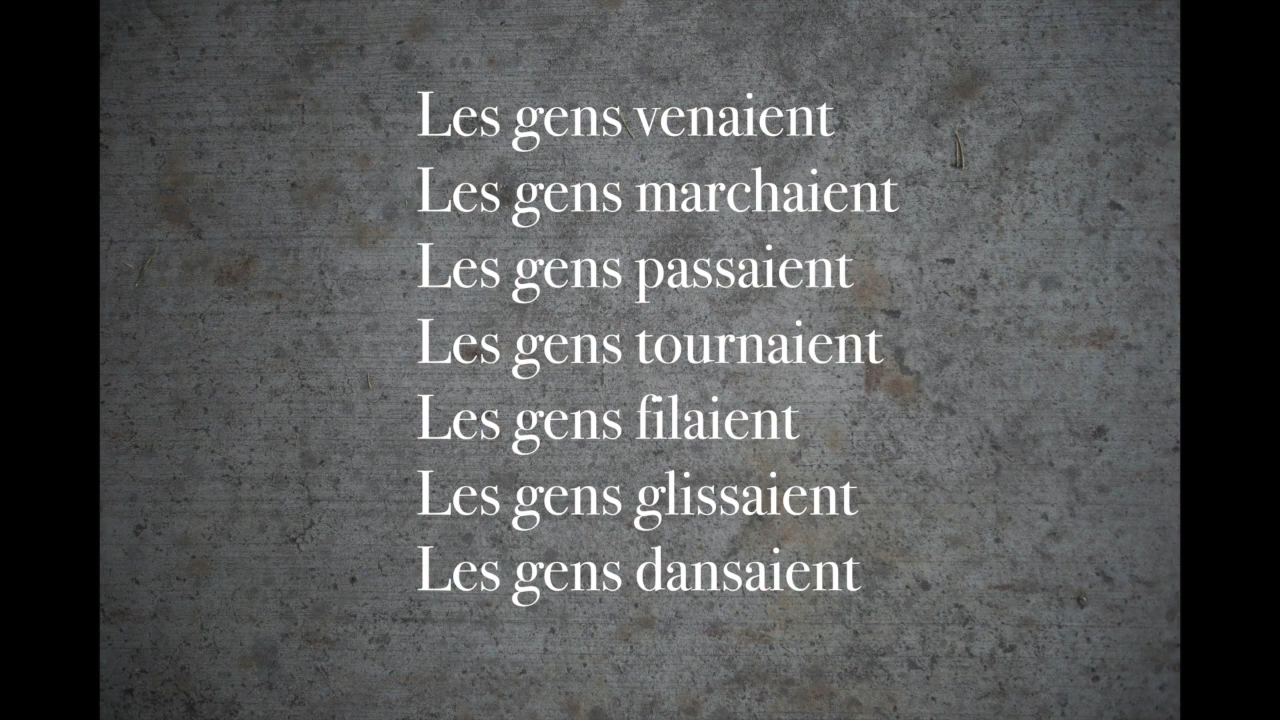 Les gens venaient
Les gens marchaient
Les gens passaient
Les gens tournaient
Les gens filaient
Les gens glissaient
Les gens dansaient